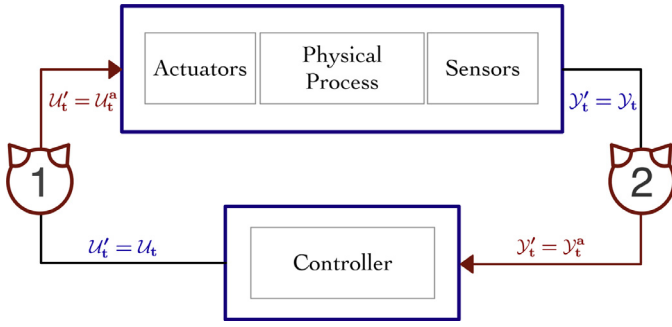 Actuators
Physical
Process
Sensors
𝒰′ₜ = 𝒰ₜᵃ
𝒴′ₜ = 𝒴ₜ
1
2
𝒰′ₜ = 𝒰ₜ
Controller
𝒴′ₜ = 𝒴ₜᵃ